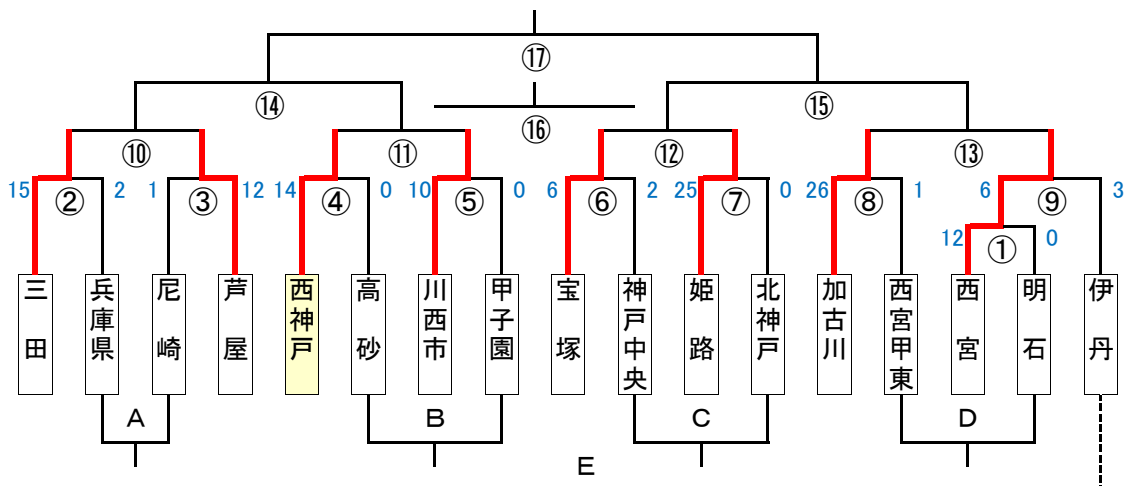 ⑰
⑭
⑯
⑮
⑩
⑪
⑫
⑬
15 ② 2 1 ③ 12 14 ④ 0 10 ⑤ 0 6 ⑥ 2 25 ⑦ 0 26 ⑧ 1 6 ⑨ 3
12 ① 0
三田
兵庫県
尼崎
芦屋
西神戸
高砂
川西市
甲子園
宝塚
神戸中央
姫路
北神戸
加古川
西宮甲東
西宮
明石
伊丹
A
B
C
D
E